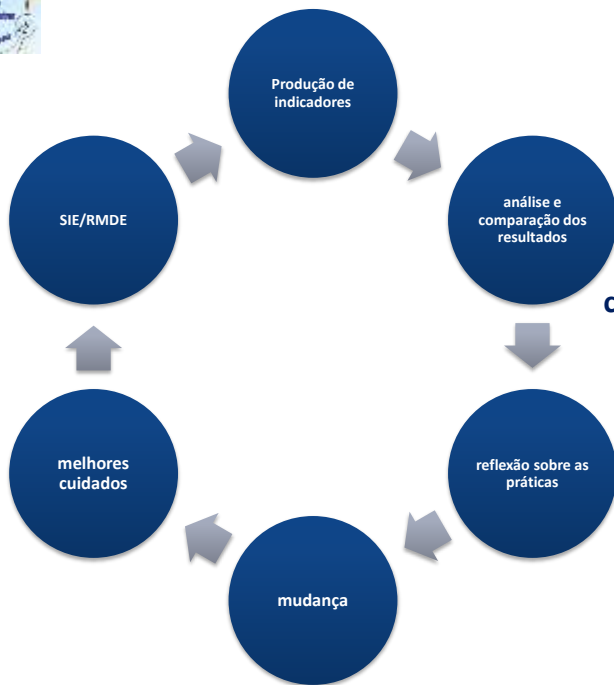 Produção de
indicadores
análise e
comparação dos
resultados
reflexão sobre as
práticas
mudança
melhores
cuidados
SIE/RMDE